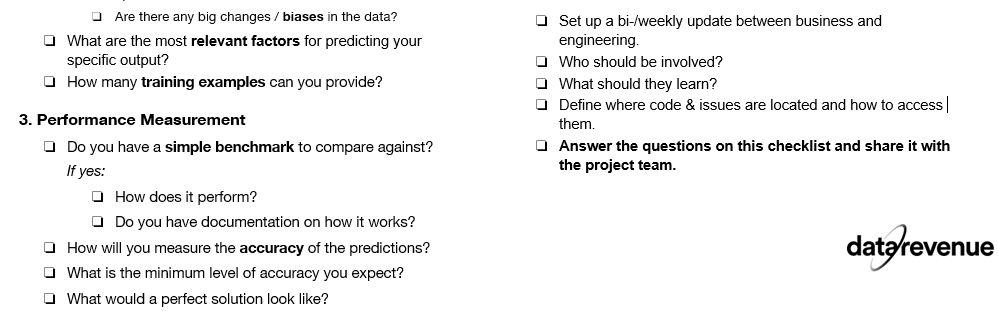 Are there any big changes / biases in the data?
What are the most relevant factors for predicting your
specific output?
How many training examples can you provide?
3. Performance Measurement
Do you have a simple benchmark to compare against?
If yes:
How does it perform?
Do you have documentation on how it works?
How will you measure the accuracy of the predictions?
What is the minimum level of accuracy you expect?
What would a perfect solution look like?
Set up a bi-/weekly update between business and
engineering.
Who should be involved?
What should they learn?
Define where code & issues are located and how to access
them.
Answer the questions on this checklist and share it with
the project team.
datarevenue